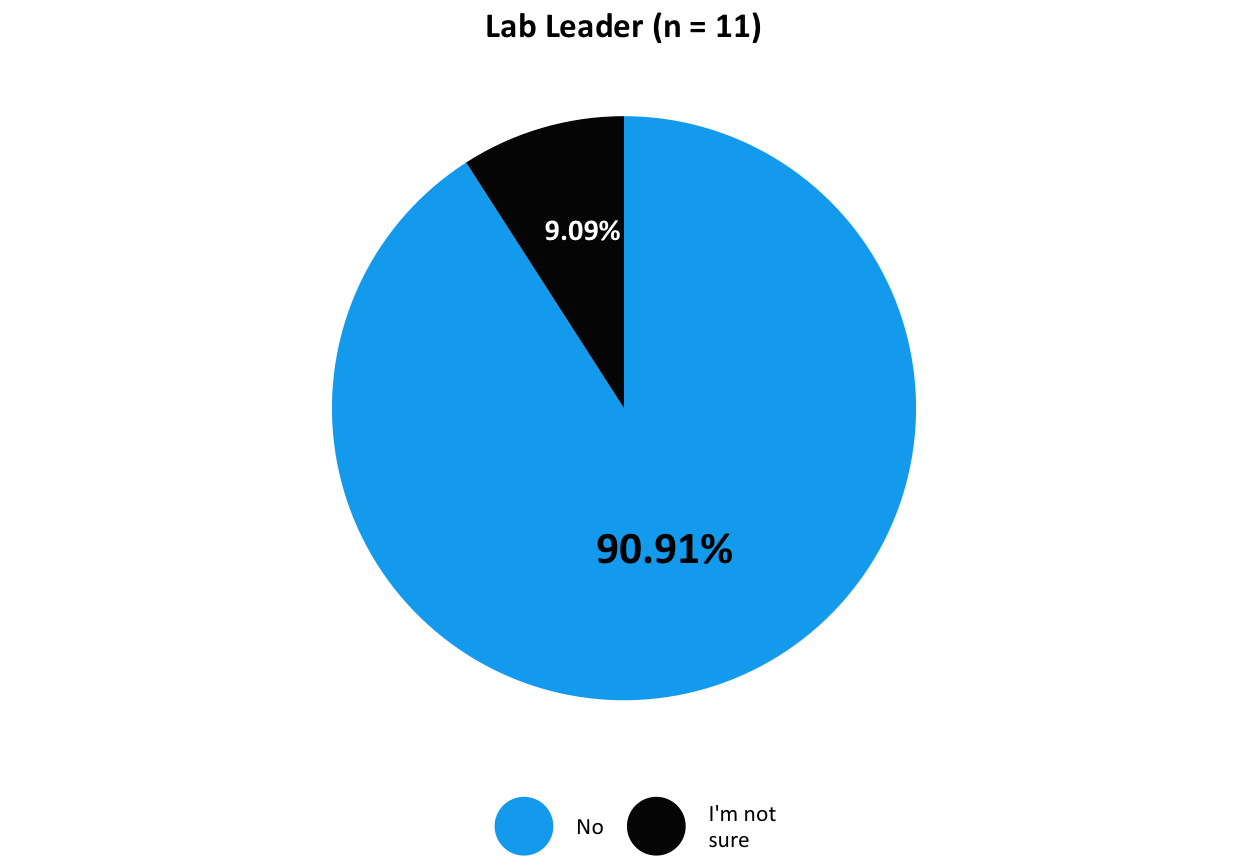 Lab Leader (n = 11)
9.09%
90.91%
No
I'm not
sure